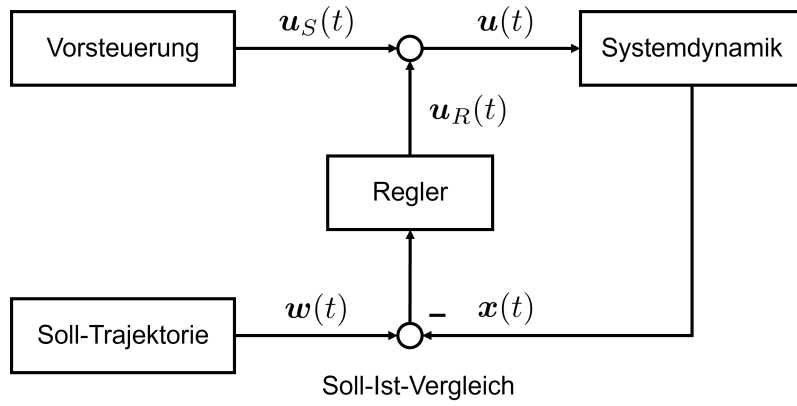 Vorsteuerung
u_S(t)
u(t)
Systemdynamik
u_R(t)
Regler
Soll-Trajektorie
w(t)
–
x(t)
Soll-Ist-Vergleich